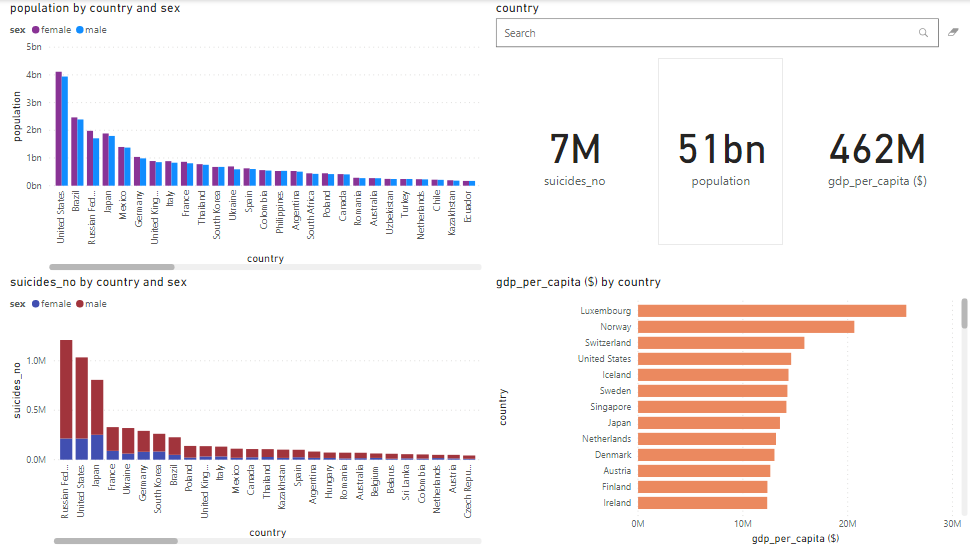 population by country and sex
sex female male
5bn
4bn
3bn
2bn
1bn
0bn
population
United States
Brazil
Russian Fed...
Japan
Mexico
Germany
United King...
Italy
France
Thailand
South Korea
Ukraine
Spain
Colombia
Philippines
Argentina
South Africa
Poland
Canada
Romania
Australia
Uzbekistan
Turkey
Netherlands
Chile
Kazakhstan
Ecuador
country
country
Search
7M
suicides_no
51bn
population
462M
gdp_per_capita ($)
suicides_no by country and sex
sex female male
1.0M
0.5M
0.0M
suicides_no
Russian Fed...
United States
Japan
France
Ukraine
Germany
South Korea
Brazil
Poland
United King...
Italy
Mexico
Canada
Thailand
Kazakhstan
Spain
Argentina
Hungary
Romania
Australia
Belgium
Belarus
Sri Lanka
Colombia
Netherlands
Austria
Czech Repu...
country
gdp_per_capita ($) by country
country
Luxembourg
Norway
Switzerland
United States
Iceland
Sweden
Singapore
Japan
Netherlands
Denmark
Austria
Finland
Ireland
0M 10M 20M 30M
gdp_per_capita ($)